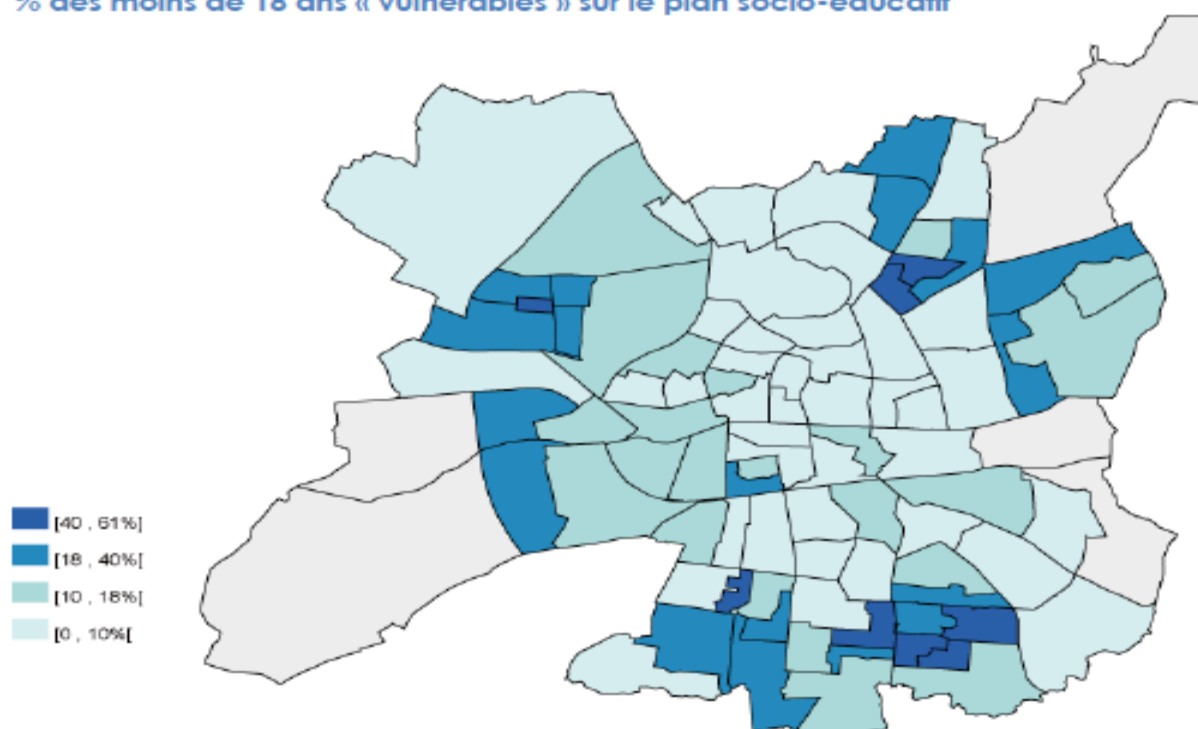 % des moins de 18 ans « vulnérables » sur le plan socio-éducatif
[40 , 61%]
[18 , 40%[
[10 , 18%[
[0 , 10%[